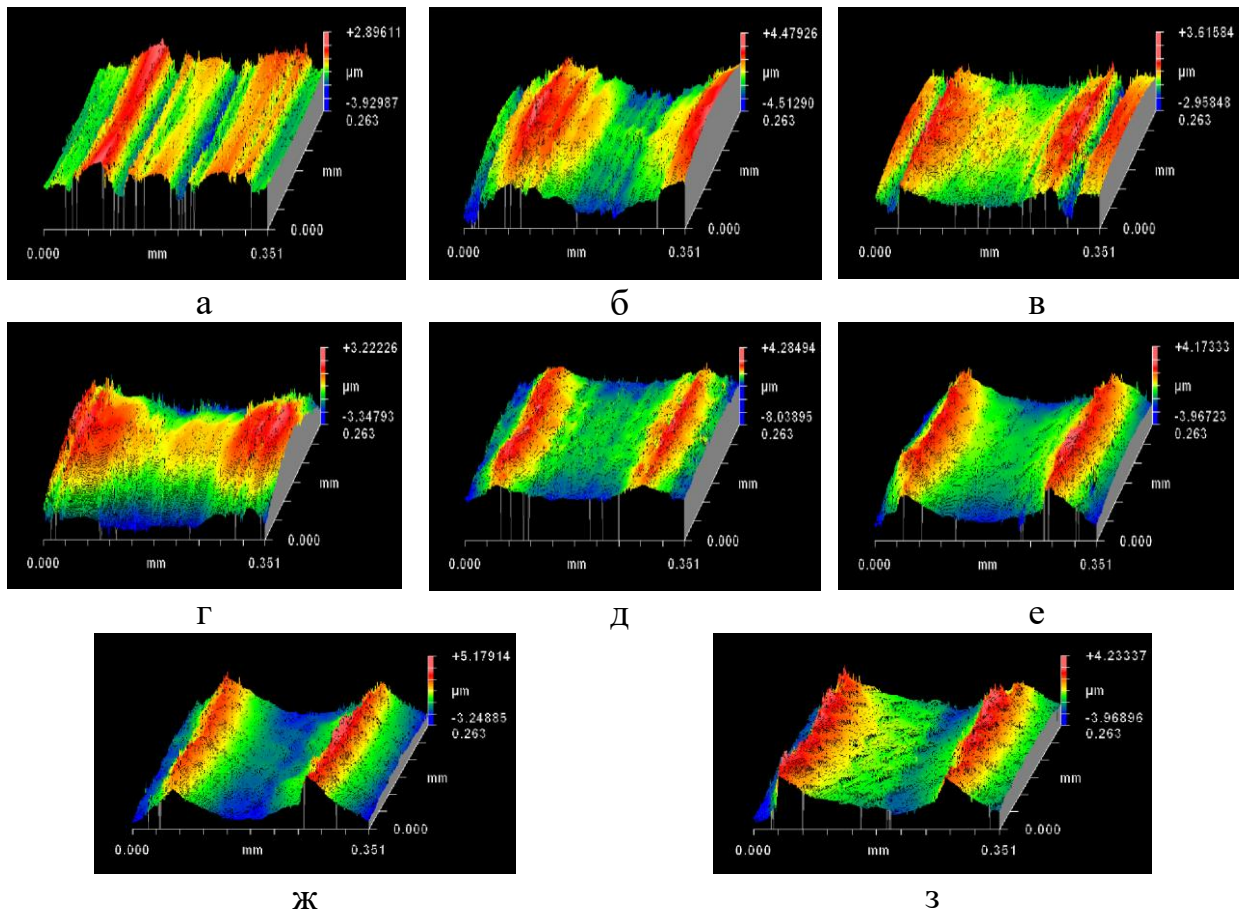 +2.89611
µm
-3.92987
0.263
mm
0.000
0.000
mm
0.351
а
+4.47926
µm
-4.51290
0.263
mm
0.000
0.000
mm
0.351
б
+3.61584
µm
-2.95848
0.263
mm
0.000
0.000
mm
0.351
в
+3.22226
µm
-3.34793
0.263
mm
0.000
0.000
mm
0.351
г
+4.28494
µm
-8.03895
0.263
mm
0.000
0.000
mm
0.351
д
+4.17333
µm
-3.96723
0.263
mm
0.000
0.000
mm
0.351
е
+5.17914
µm
-3.24885
0.263
mm
0.000
0.000
mm
0.351
ж
+4.23337
µm
-3.96896
0.263
mm
0.000
0.000
mm
0.351
з